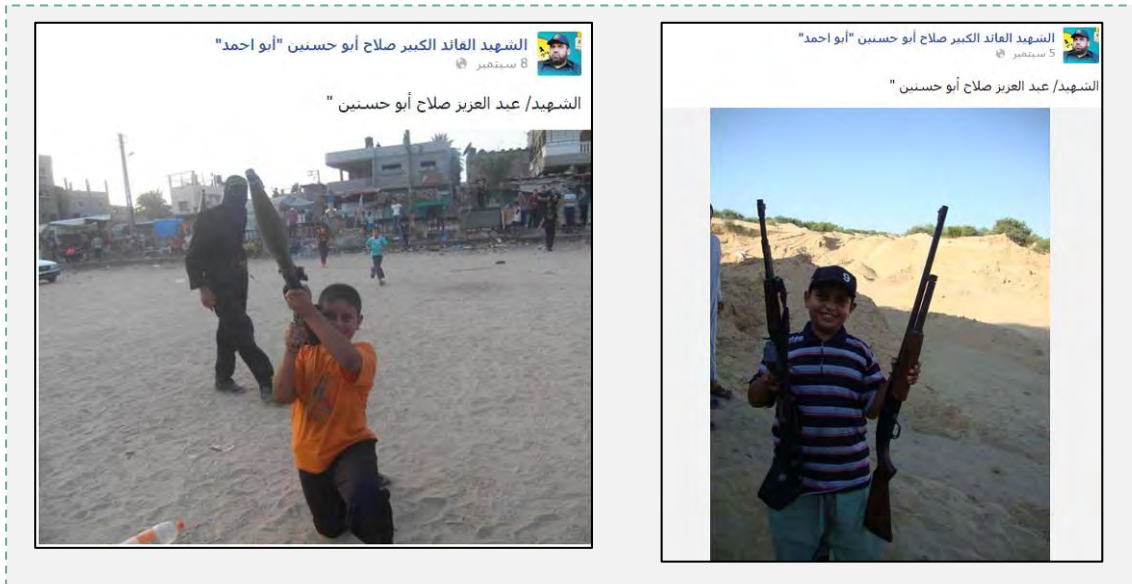 الشهيد القائد الكبير صلاح أبو حسنين "أبو احمد"
8 سبتمبر
الشهيد/ عبد العزيز صلاح أبو حسنين "
الشهيد القائد الكبير صلاح أبو حسنين "أبو احمد"
5 سبتمبر
الشهيد/ عبد العزيز صلاح أبو حسنين "